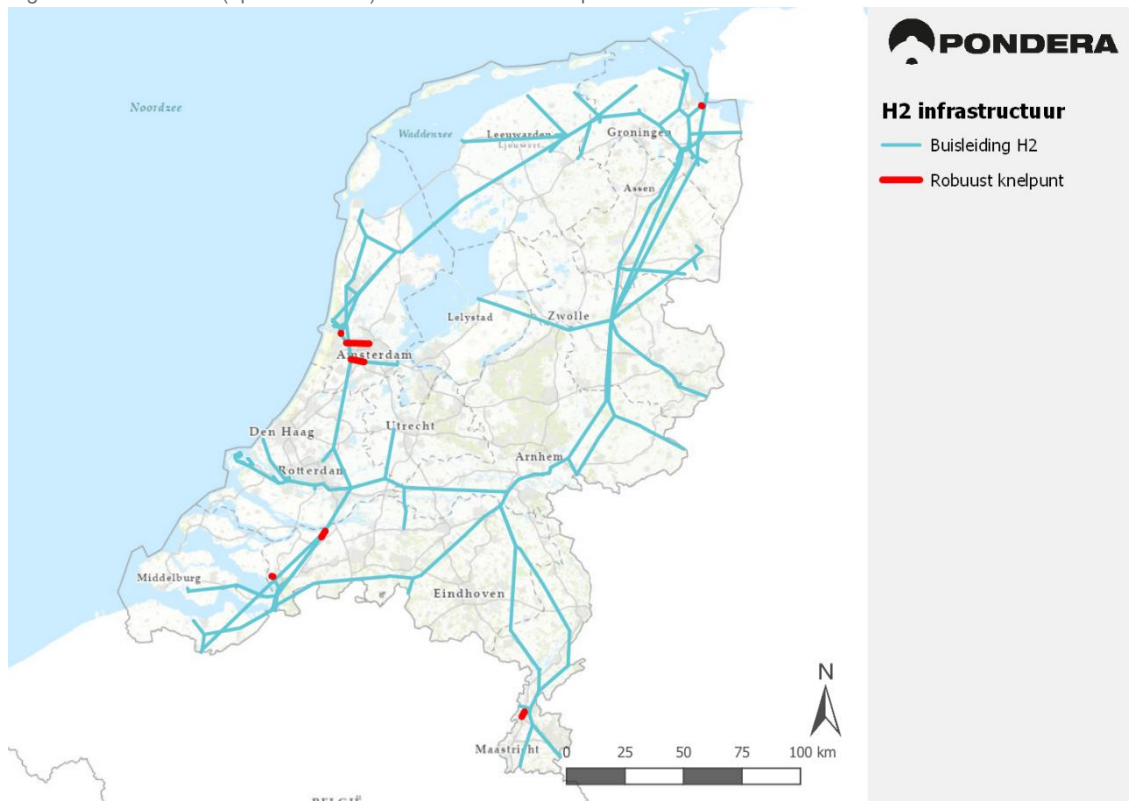 PONDERA
H2 infrastructuur
Buisleiding H2
Robuust knelpunt
Noordzee
Waddenzee
Leeuwarden
Ljouwert
Groningen
Assen
Lelystad
Zwolle
Amsterdam
Den Haag
Utrecht
Rotterdam
Arnhem
Middelburg
Eindhoven
Maastricht
N
0 25 50 75 100 km